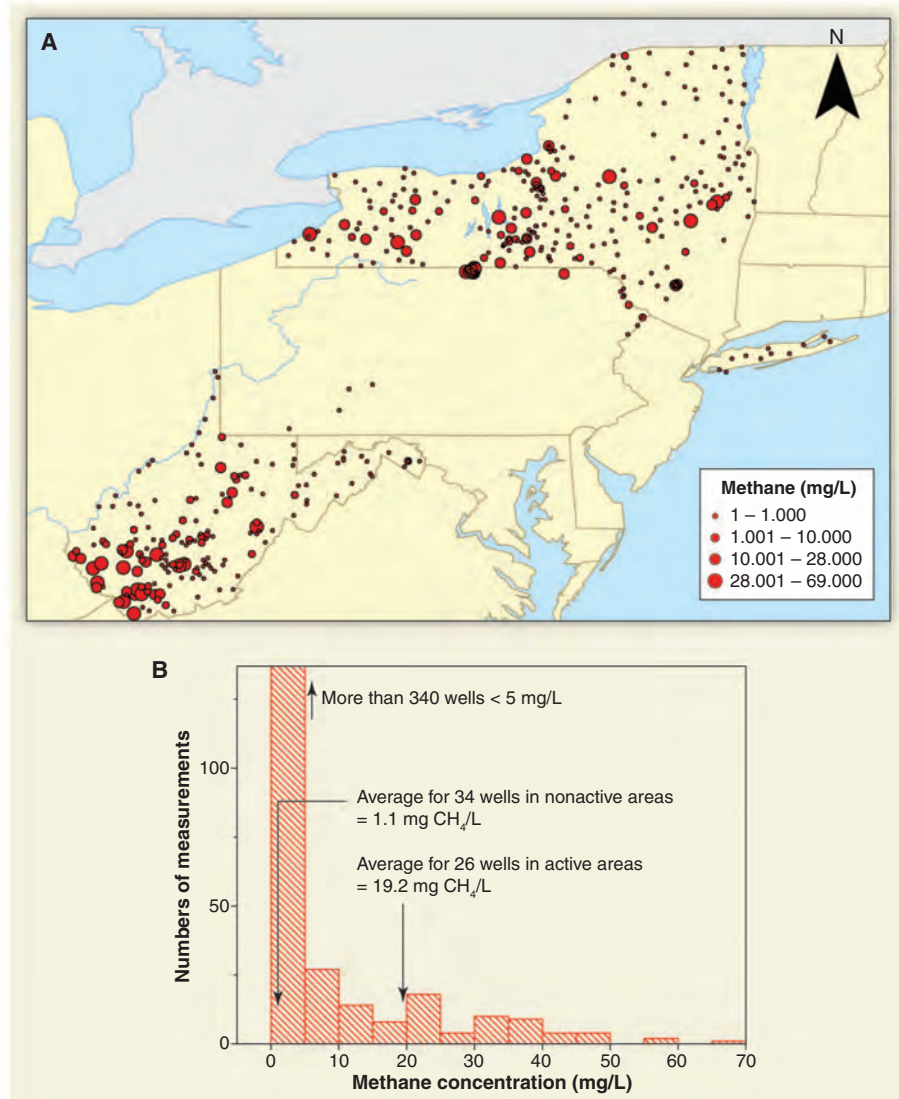 A
N
Methane (mg/L)
1 – 1.000
1.001 – 10.000
10.001 – 28.000
28.001 – 69.000
B
More than 340 wells < 5 mg/L
Average for 34 wells in nonactive areas
= 1.1 mg CH₄/L
Average for 26 wells in active areas
= 19.2 mg CH₄/L
Numbers of measurements
100
50
0
0 10 20 30 40 50 60 70
Methane concentration (mg/L)